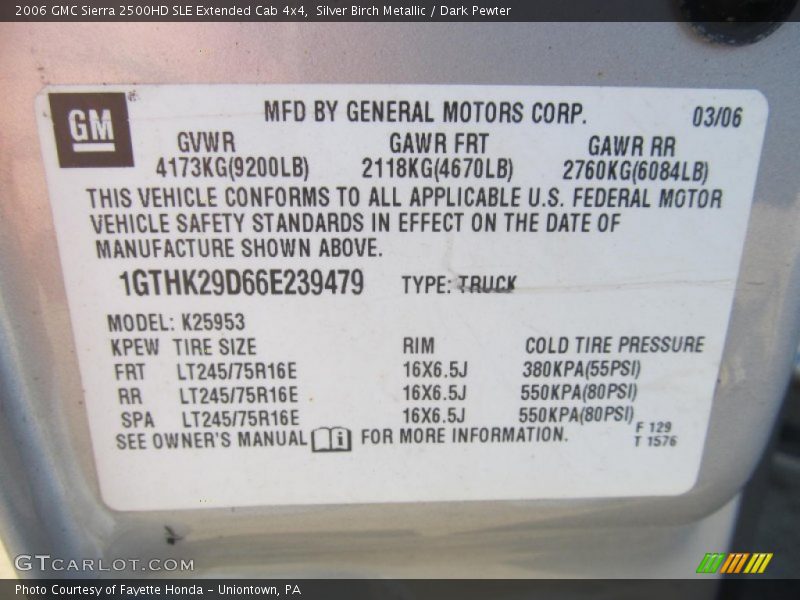 2006 GMC Sierra 2500HD SLE Extended Cab 4x4, Silver Birch Metallic / Dark Pewter
GM
MFD BY GENERAL MOTORS CORP. 03/06
GVWR GAWR FRT GAWR RR
4173KG(9200LB) 2118KG(4670LB) 2760KG(6084LB)
THIS VEHICLE CONFORMS TO ALL APPLICABLE U.S. FEDERAL MOTOR
VEHICLE SAFETY STANDARDS IN EFFECT ON THE DATE OF
MANUFACTURE SHOWN ABOVE.
1GTHK29D66E239479 TYPE: TRUCK
MODEL: K25953
KPEW TIRE SIZE RIM COLD TIRE PRESSURE
FRT LT245/75R16E 16X6.5J 380KPA(55PSI)
RR LT245/75R16E 16X6.5J 550KPA(80PSI)
SPA LT245/75R16E 16X6.5J 550KPA(80PSI)
SEE OWNER'S MANUAL i FOR MORE INFORMATION. F 129
T 1576
GTCARLOT.COM
Photo Courtesy of Fayette Honda - Uniontown, PA